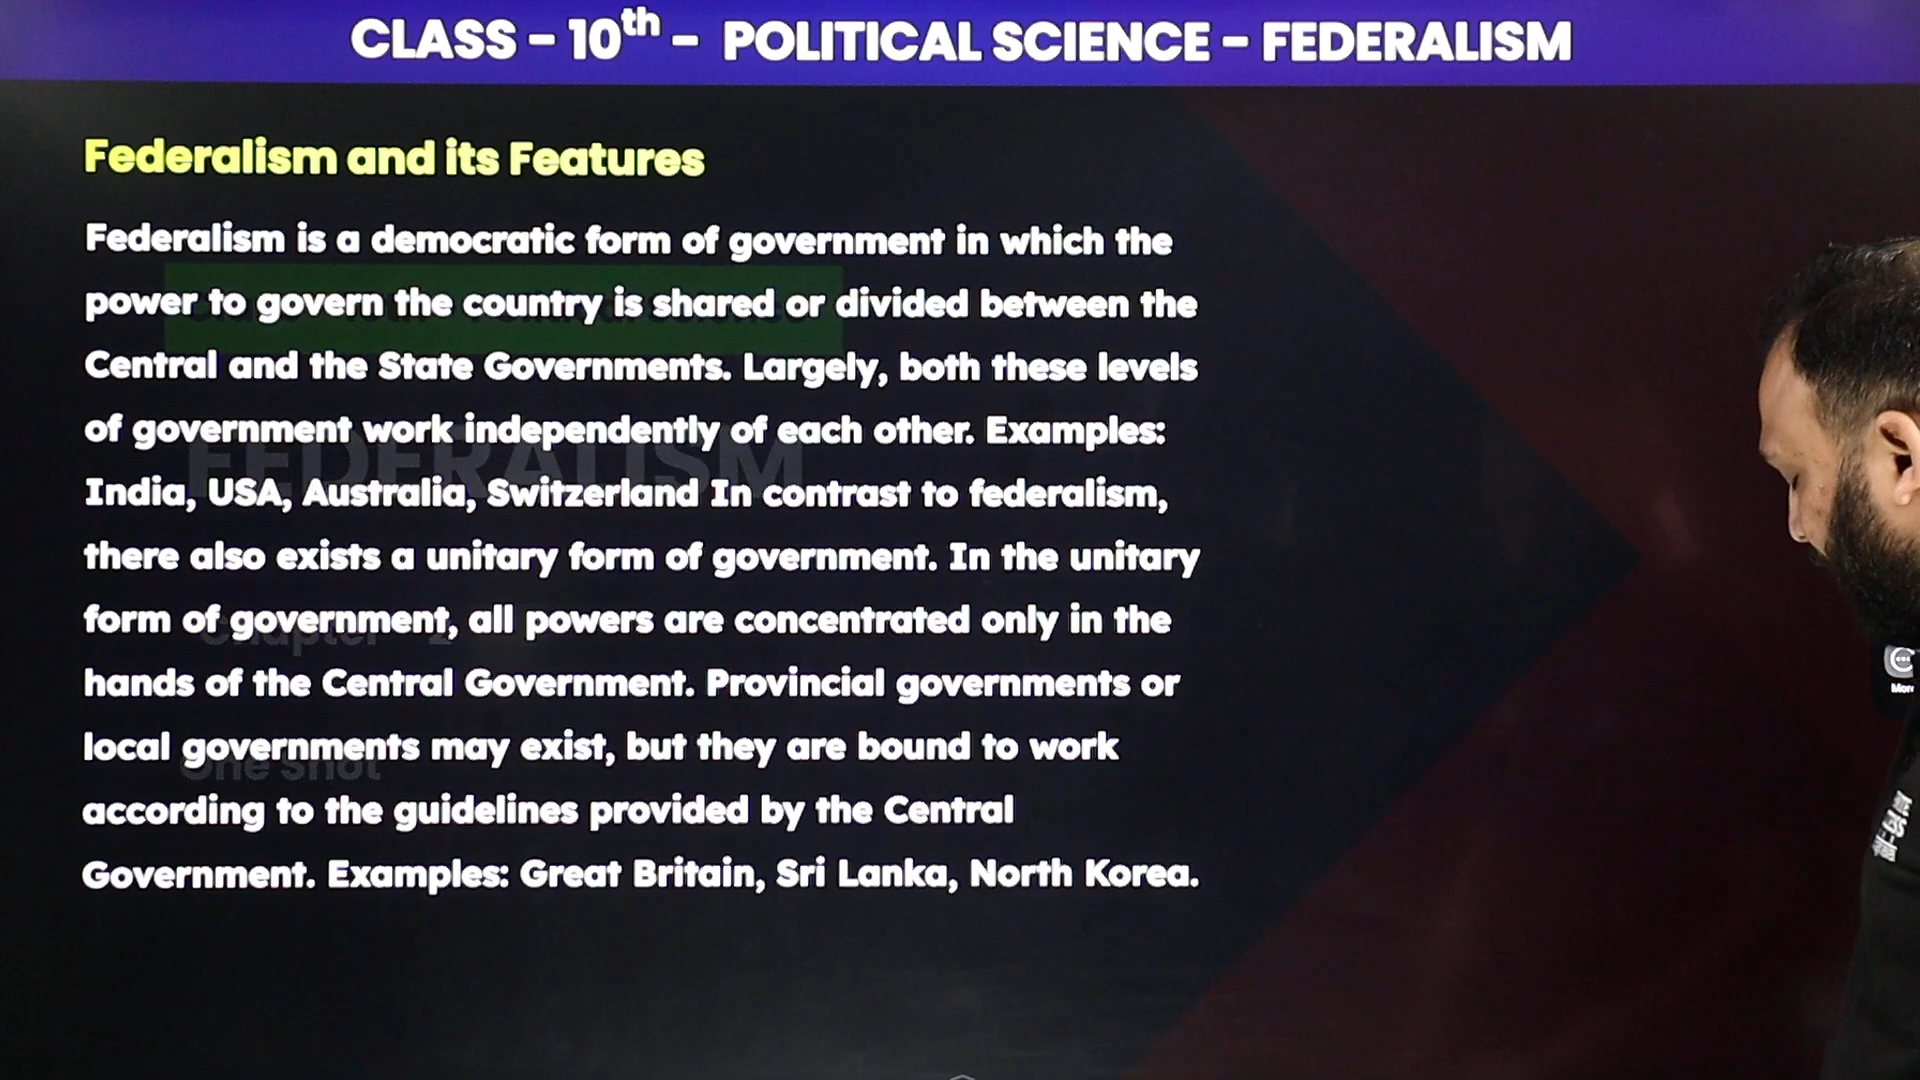 CLASS – 10th – POLITICAL SCIENCE – FEDERALISM
Federalism and its Features
Federalism is a democratic form of government in which the
power to govern the country is shared or divided between the
Central and the State Governments. Largely, both these levels
of government work independently of each other. Examples:
India, USA, Australia, Switzerland In contrast to federalism,
there also exists a unitary form of government. In the unitary
form of government, all powers are concentrated only in the
hands of the Central Government. Provincial governments or
local governments may exist, but they are bound to work
according to the guidelines provided by the Central
Government. Examples: Great Britain, Sri Lanka, North Korea.
FEDERALISM
Chapter - 2
One Shot